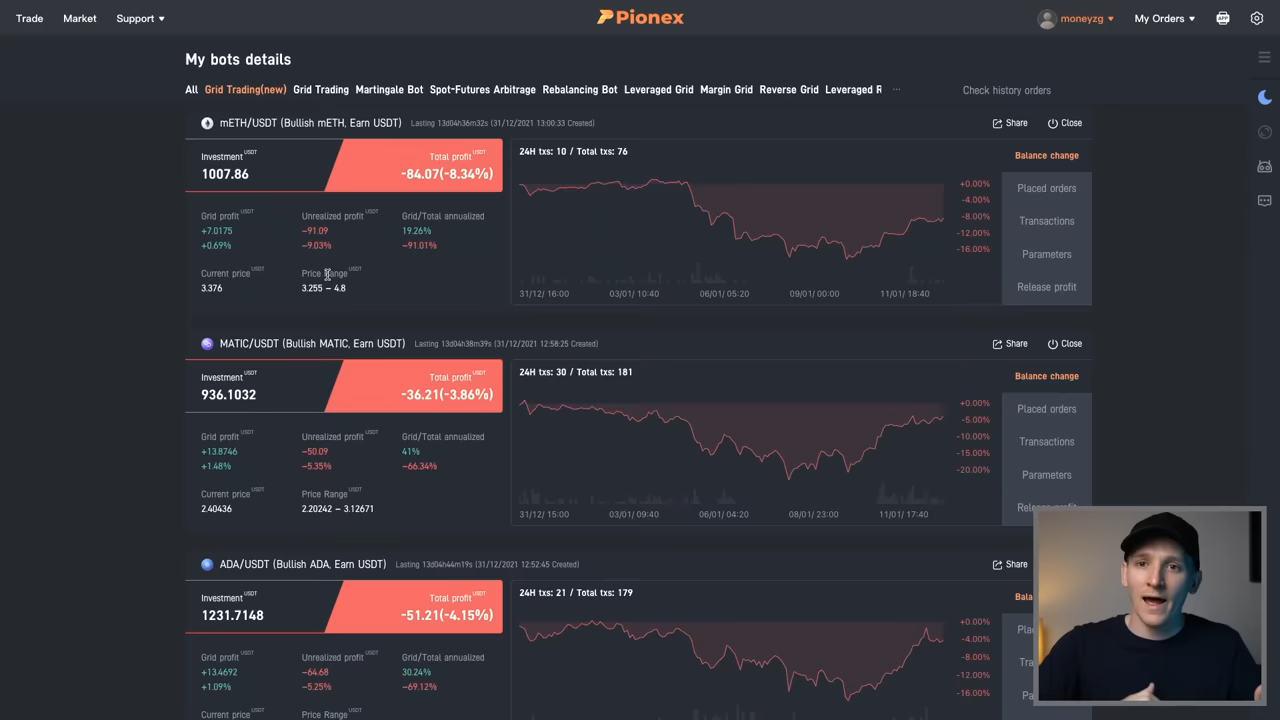 Trade Market Support
Pionex
moneyzg My Orders APP
My bots details
All Grid Trading(new) Grid Trading Martingale Bot Spot-Futures Arbitrage Rebalancing Bot Leveraged Grid Margin Grid Reverse Grid Leveraged R ... Check history orders
mETH/USDT (Bullish mETH, Earn USDT) Lasting 13d04h36m32s (31/12/2021 13:00:33 Created) Share Close
Investment USDT Total profit USDT
1007.86 -84.07(-8.34%)
24H txs: 10 / Total txs: 76
Balance change
Placed orders
Transactions
Parameters
Release profit
Grid profit USDT Unrealized profit USDT Grid/Total annualized
+7.0175 -91.09 19.26%
+0.69% -9.03% -91.01%
Current price USDT Price Range USDT
3.376 3.255 - 4.8
+0.00%
-4.00%
-8.00%
-12.00%
-16.00%
31/12/ 16:00 03/01/ 10:40 06/01/ 05:20 09/01/ 00:00 11/01/ 18:40
MATIC/USDT (Bullish MATIC, Earn USDT) Lasting 13d04h38m39s (31/12/2021 12:58:25 Created) Share Close
Investment USDT Total profit USDT
936.1032 -36.21(-3.86%)
24H txs: 30 / Total txs: 181
Balance change
Placed orders
Transactions
Parameters
Release profit
Grid profit USDT Unrealized profit USDT Grid/Total annualized
+13.8746 -50.09 41%
+1.48% -5.35% -66.34%
Current price USDT Price Range USDT
2.40436 2.20242 - 3.12671
+0.00%
-5.00%
-10.00%
-15.00%
-20.00%
31/12/ 15:00 03/01/ 09:40 06/01/ 04:20 08/01/ 23:00 11/01/ 17:40
ADA/USDT (Bullish ADA, Earn USDT) Lasting 13d04h44m19s (31/12/2021 12:52:45 Created) Share
Investment USDT Total profit USDT
1231.7148 -51.21(-4.15%)
24H txs: 21 / Total txs: 179
Bala
Plac
Tra
Pa
Grid profit USDT Unrealized profit USDT Grid/Total annualized
+13.4692 -64.68 30.24%
+1.09% -5.25% -69.12%
Current price USDT Price Range USDT
+0.00%
-4.00%
-8.00%
-12.00%
-16.00%